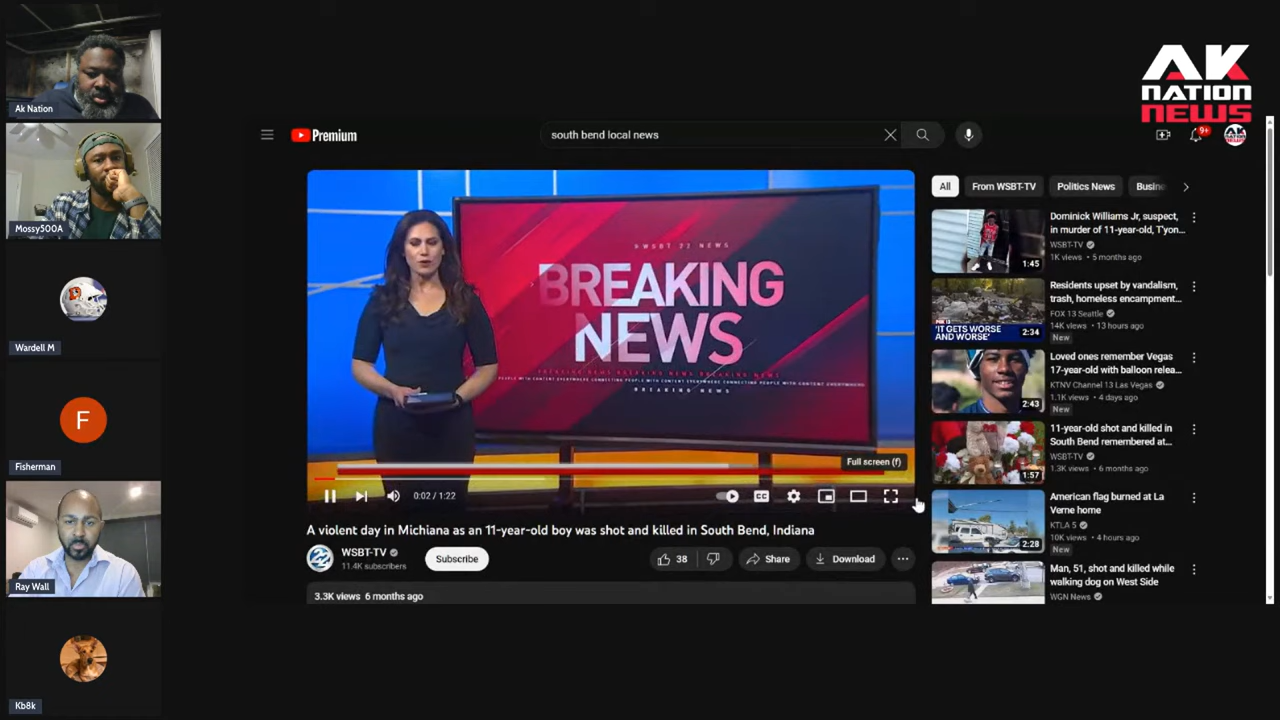 Ak Nation
Mossy500A
Wardell M
F
Fisherman
Ray Wall
Kb8k
AK
NATION
NEWS
Premium
south bend local news
9+
WSBT 22 NEWS
BREAKING
NEWS
BREAKING NEWS
Full screen (f)
0:02 / 1:22
CC
A violent day in Michiana as an 11-year-old boy was shot and killed in South Bend, Indiana
22
WSBT-TV
11.4K subscribers
Subscribe
38
Share
Download
3.3K views 6 months ago
All
From WSBT-TV
Politics News
Busine
Dominick Williams Jr, suspect,
in murder of 11-year-old, T'yon...
WSBT-TV
1K views • 5 months ago
1:45
Residents upset by vandalism,
trash, homeless encampment...
FOX 13 Seattle
14K views • 13 hours ago
New
'IT GETS WORSE
AND WORSE'
2:34
Loved ones remember Vegas
17-year-old with balloon relea...
KTNV Channel 13 Las Vegas
1.1K views • 4 days ago
New
2:43
11-year-old shot and killed in
South Bend remembered at...
WSBT-TV
1.3K views • 6 months ago
1:57
American flag burned at La
Verne home
KTLA 5
10K views • 4 hours ago
New
2:28
Man, 51, shot and killed while
walking dog on West Side
WGN News